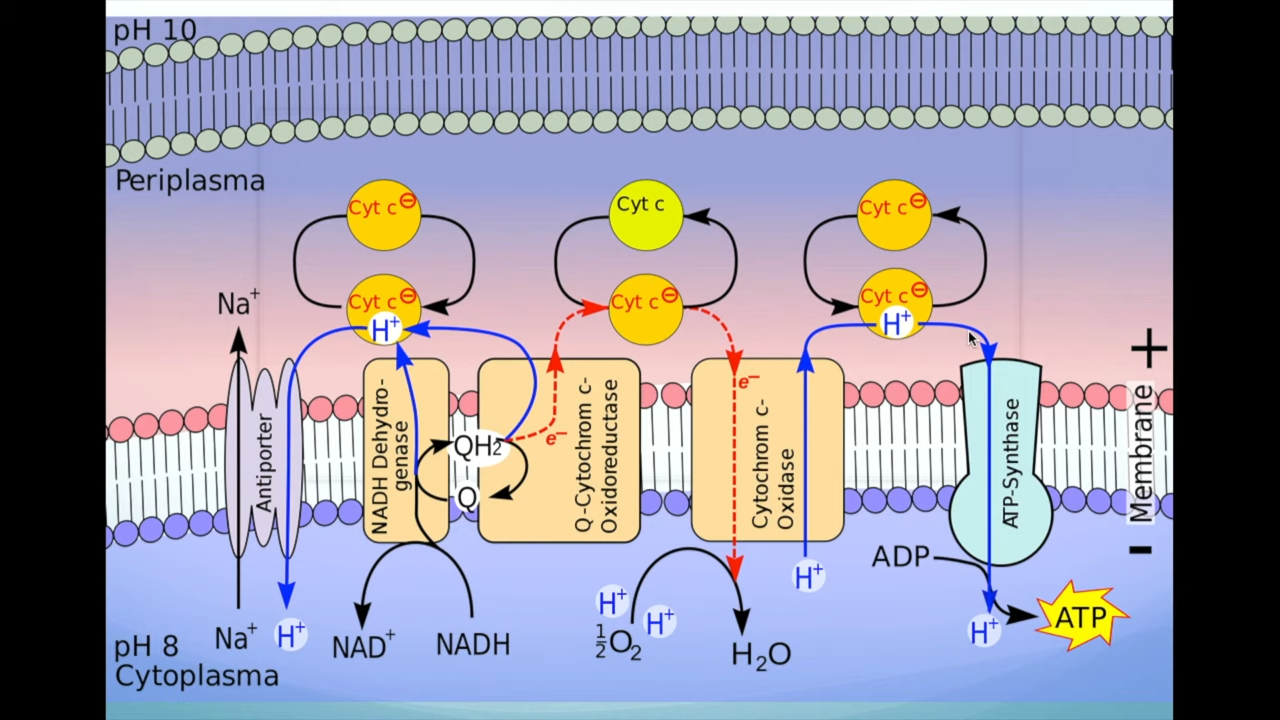 pH 10
Periplasma
Cyt c⊖
Cyt c
Cyt c⊖
Na⁺
Cyt c⊖
H⁺
Cyt c⊖
Cyt c⊖
H⁺
+
Membrane
-
Antiporter
NADH Dehydro-
genase
QH₂
Q
e⁻
Q-Cytochrom c-
Oxidoreductase
e⁻
Cytochrom c-
Oxidase
ATP-Synthase
ADP
ATP
H⁺
H⁺
H⁺
H⁺
½O₂
H₂O
Na⁺
H⁺
NAD⁺
NADH
pH 8
Cytoplasma